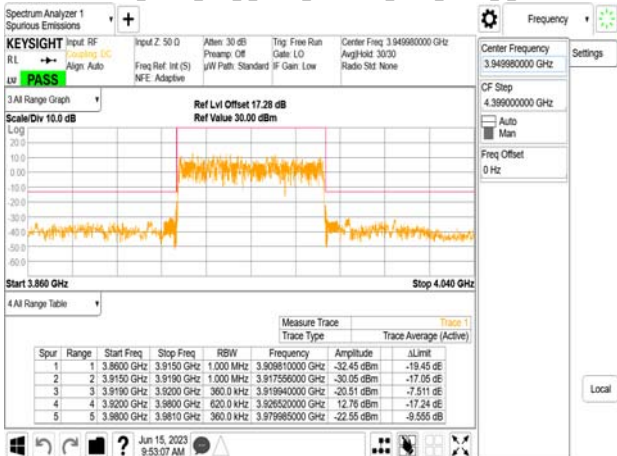 Spectrum Analyzer 1
Spurious Emissions
+
Frequency
KEYSIGHT Input: RF Input Z: 50 Ω Atten: 30 dB Trig: Free Run Center Freq: 3.949980000 GHz
RL Coupling: DC Preamp: Off Gate: LO Avg|Hold: 30/30
Align: Auto Freq Ref: Int (S) µW Path: Standard IF Gain: Low Radio Std: None
LV PASS NFE: Adaptive
3 All Range Graph
Ref Lvl Offset 17.28 dB
Scale/Div 10.0 dB Ref Value 30.00 dBm
Log
20.0
10.0
0.00
-10.0
-20.0
-30.0
-40.0
-50.0
-60.0
Start 3.860 GHz Stop 4.040 GHz
4 All Range Table
Measure Trace Trace 1
Trace Type Trace Average (Active)
Spur Range Start Freq Stop Freq RBW Frequency Amplitude ΔLimit
1 1 3.8600 GHz 3.9150 GHz 1.000 MHz 3.909810000 GHz -32.45 dBm -19.45 dB
2 2 3.9150 GHz 3.9190 GHz 1.000 MHz 3.917556000 GHz -30.05 dBm -17.05 dB
3 3 3.9190 GHz 3.9200 GHz 360.0 kHz 3.919940000 GHz -20.51 dBm -7.511 dB
4 4 3.9200 GHz 3.9800 GHz 620.0 kHz 3.926520000 GHz 12.76 dBm -17.24 dB
5 5 3.9800 GHz 3.9810 GHz 360.0 kHz 3.979985000 GHz -22.55 dBm -9.555 dB
? Jun 15, 2023
9:53:07 AM
Center Frequency
3.949980000 GHz
Settings
CF Step
4.399000000 GHz
Auto
Man
Freq Offset
0 Hz
Local